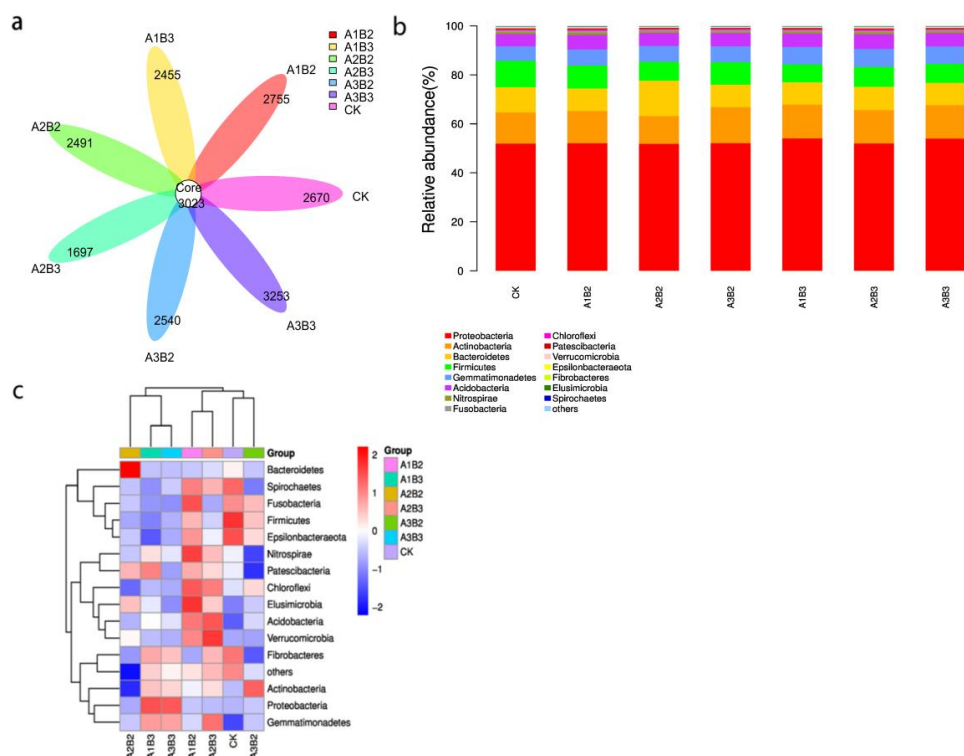 a
A1B3
2455
A1B2
2755
A2B2
2491
Core
3023
2670
CK
A2B3
1697
3253
A3B3
2540
A3B2
A1B2
A1B3
A2B2
A2B3
A3B2
A3B3
CK
b
Relative abundance(%)
100
80
60
40
20
0
CK
A1B2
A2B2
A3B2
A1B3
A2B3
A3B3
Proteobacteria
Actinobacteria
Bacteroidetes
Firmicutes
Gemmatimonadetes
Acidobacteria
Nitrospirae
Fusobacteria
Chloroflexi
Patescibacteria
Verrucomicrobia
Epsilonbacteraeota
Fibrobacteres
Elusimicrobia
Spirochaetes
others
c
Group
Bacteroidetes
Spirochaetes
Fusobacteria
Firmicutes
Epsilonbacteraeota
Nitrospirae
Patescibacteria
Chloroflexi
Elusimicrobia
Acidobacteria
Verrucomicrobia
Fibrobacteres
others
Actinobacteria
Proteobacteria
Gemmatimonadetes
A2B2
A1B3
A3B3
A1B2
A2B3
CK
A3B2
2
1
0
−1
−2
Group
A1B2
A1B3
A2B2
A2B3
A3B2
A3B3
CK